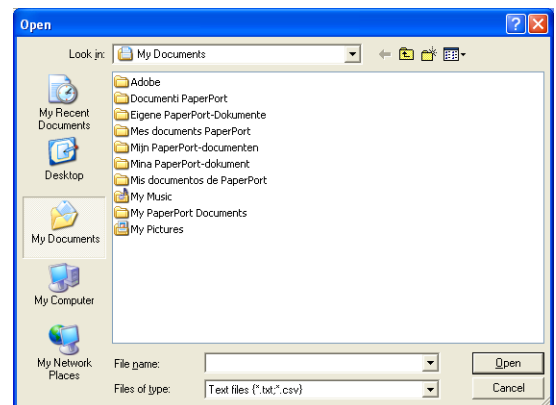 Open
Look in: My Documents
My Recent Documents
Desktop
My Documents
My Computer
My Network Places
Adobe
Documenti PaperPort
Eigene PaperPort-Dokumente
Mes documents PaperPort
Mijn PaperPort-documenten
Mina PaperPort-dokument
Mis documentos de PaperPort
My Music
My PaperPort Documents
My Pictures
File name:
Open
Files of type: Text files {*.txt;*.csv}
Cancel